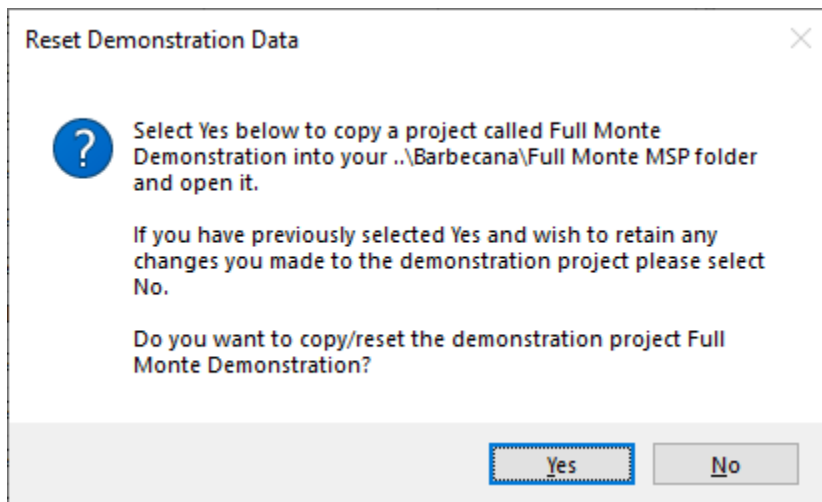 Reset Demonstration Data
?
Select Yes below to copy a project called Full Monte
Demonstration into your ..\Barbecana\Full Monte MSP folder
and open it.
If you have previously selected Yes and wish to retain any
changes you made to the demonstration project please select
No.
Do you want to copy/reset the demonstration project Full
Monte Demonstration?
Yes
No